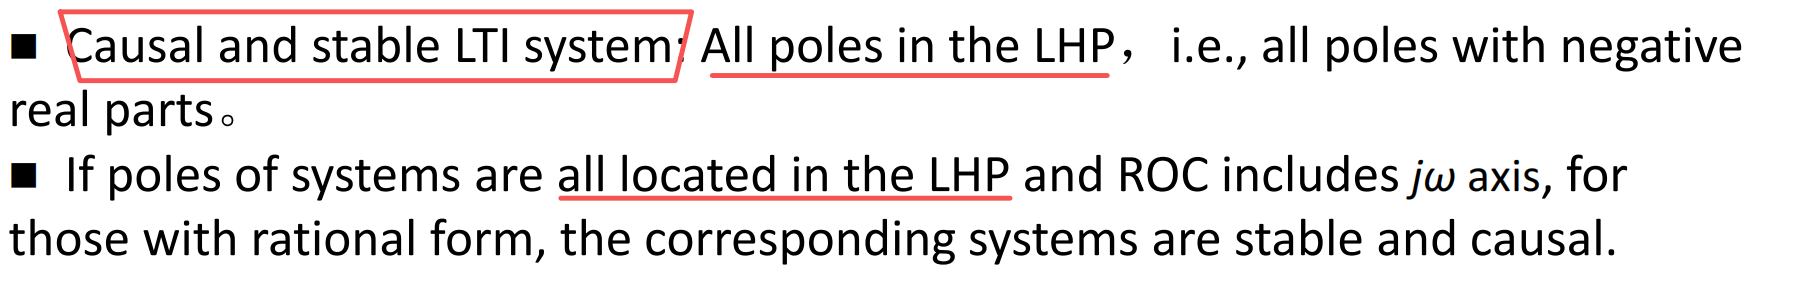 ■ Causal and stable LTI system: All poles in the LHP， i.e., all poles with negative
real parts。
■ If poles of systems are all located in the LHP and ROC includes jω axis, for
those with rational form, the corresponding systems are stable and causal.